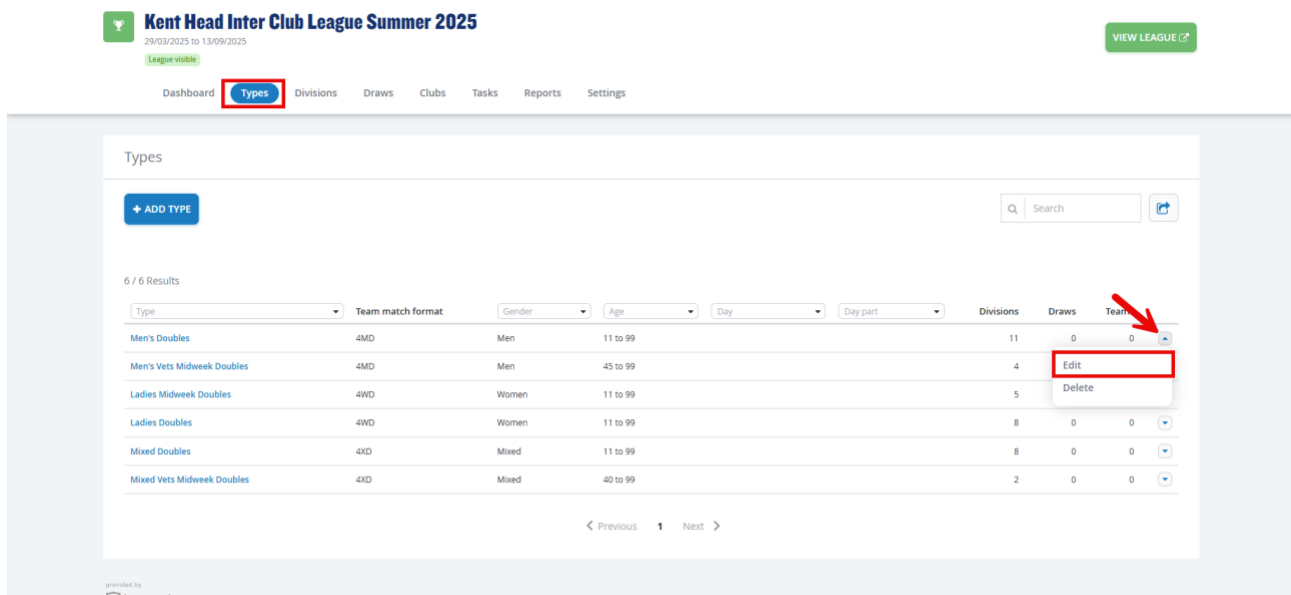 Kent Head Inter Club League Summer 2025
29/03/2025 to 13/09/2025
League visible
VIEW LEAGUE
Dashboard Types Divisions Draws Clubs Tasks Reports Settings
Types
+ ADD TYPE
Search
6 / 6 Results
Type Team match format Gender Age Day Day part Divisions Draws Team
Men's Doubles 4MD Men 11 to 99 11 0 0
Men's Vets Midweek Doubles 4MD Men 45 to 99 4
Edit
Ladies Midweek Doubles 4WD Women 11 to 99 5
Delete
Ladies Doubles 4WD Women 11 to 99 8 0 0
Mixed Doubles 4XD Mixed 11 to 99 8 0 0
Mixed Vets Midweek Doubles 4XD Mixed 40 to 99 2 0 0
Previous 1 Next
provided by